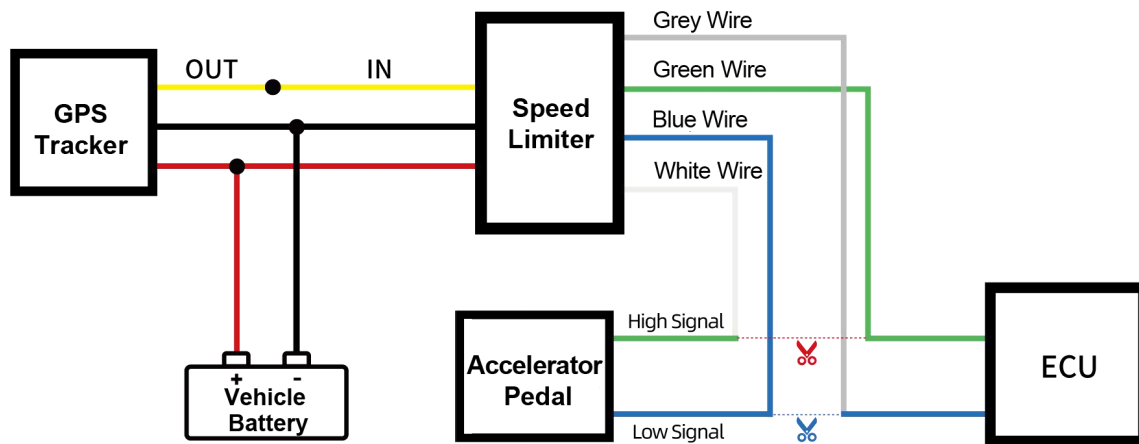 Grey Wire
OUT
IN
Green Wire
GPS
Tracker
Speed
Limiter
Blue Wire
White Wire
High Signal
Accelerator
Pedal
ECU
Low Signal
+
-
Vehicle
Battery